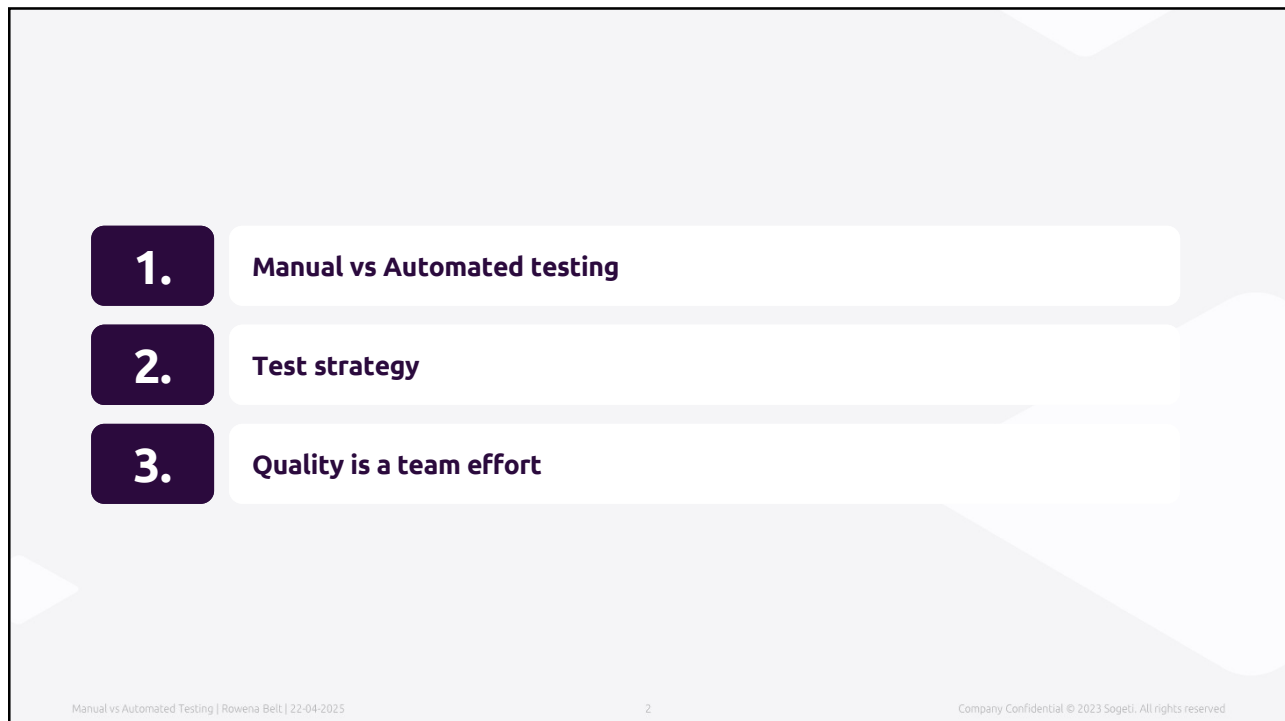 1. Manual vs Automated testing
2. Test strategy
3. Quality is a team effort
Manual vs Automated Testing | Rowena Belt | 22-04-2025 2 Company Confidential © 2023 Sogeti. All rights reserved